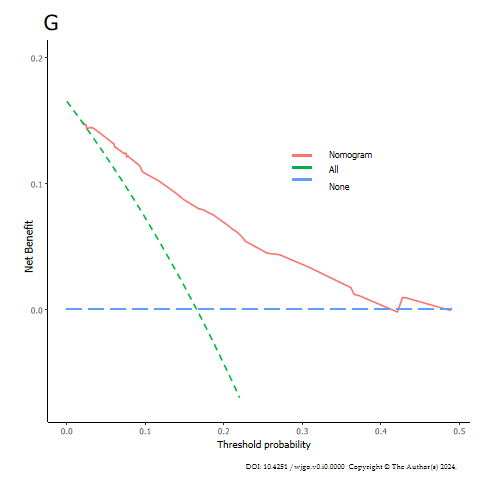 G
0.2
0.1
0.0
Net Benefit
Nomogram
All
None
0.0 0.1 0.2 0.3 0.4 0.5
Threshold probability
DOI: 10.4251 /wjgo.v0.i0.0000 Copyright © The Author(s) 2024.